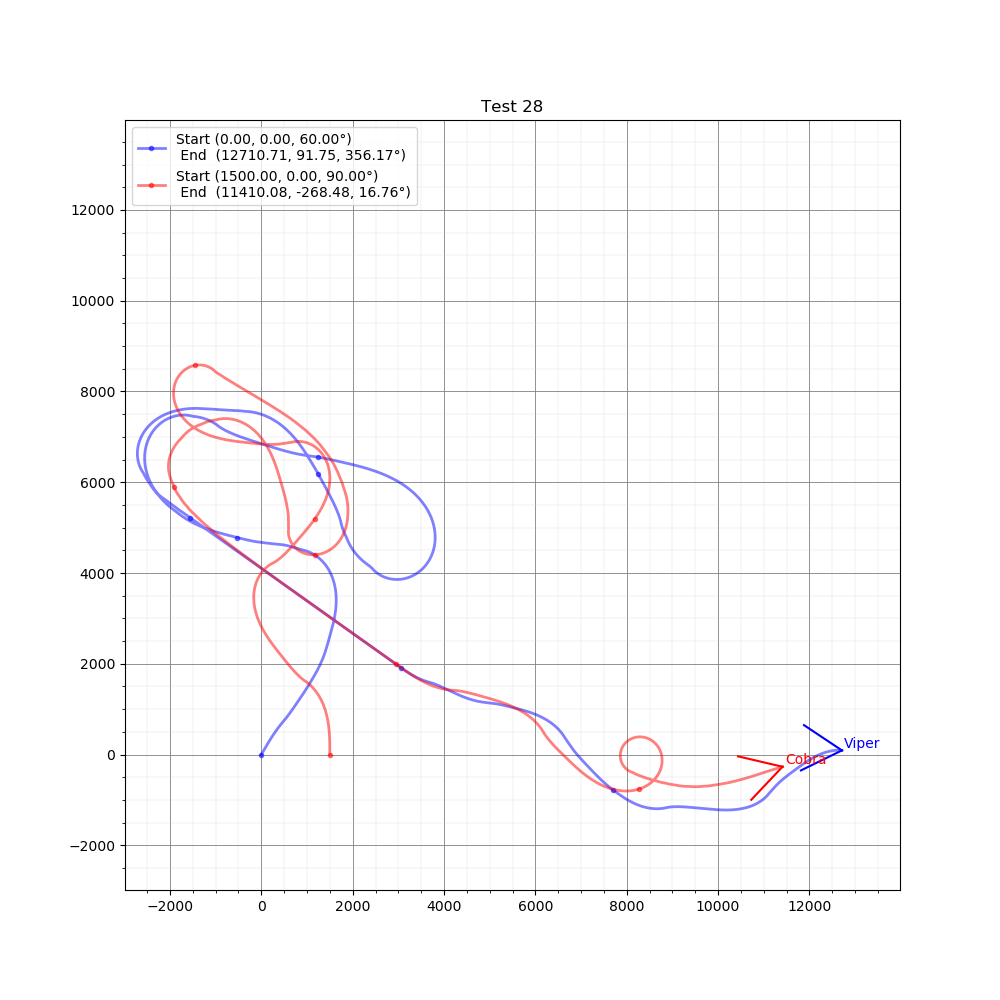 Test 28
Start (0.00, 0.00, 60.00°)
End (12710.71, 91.75, 356.17°)
Start (1500.00, 0.00, 90.00°)
End (11410.08, -268.48, 16.76°)
12000
10000
8000
6000
4000
2000
0
−2000
Viper
Cobra
−2000 0 2000 4000 6000 8000 10000 12000